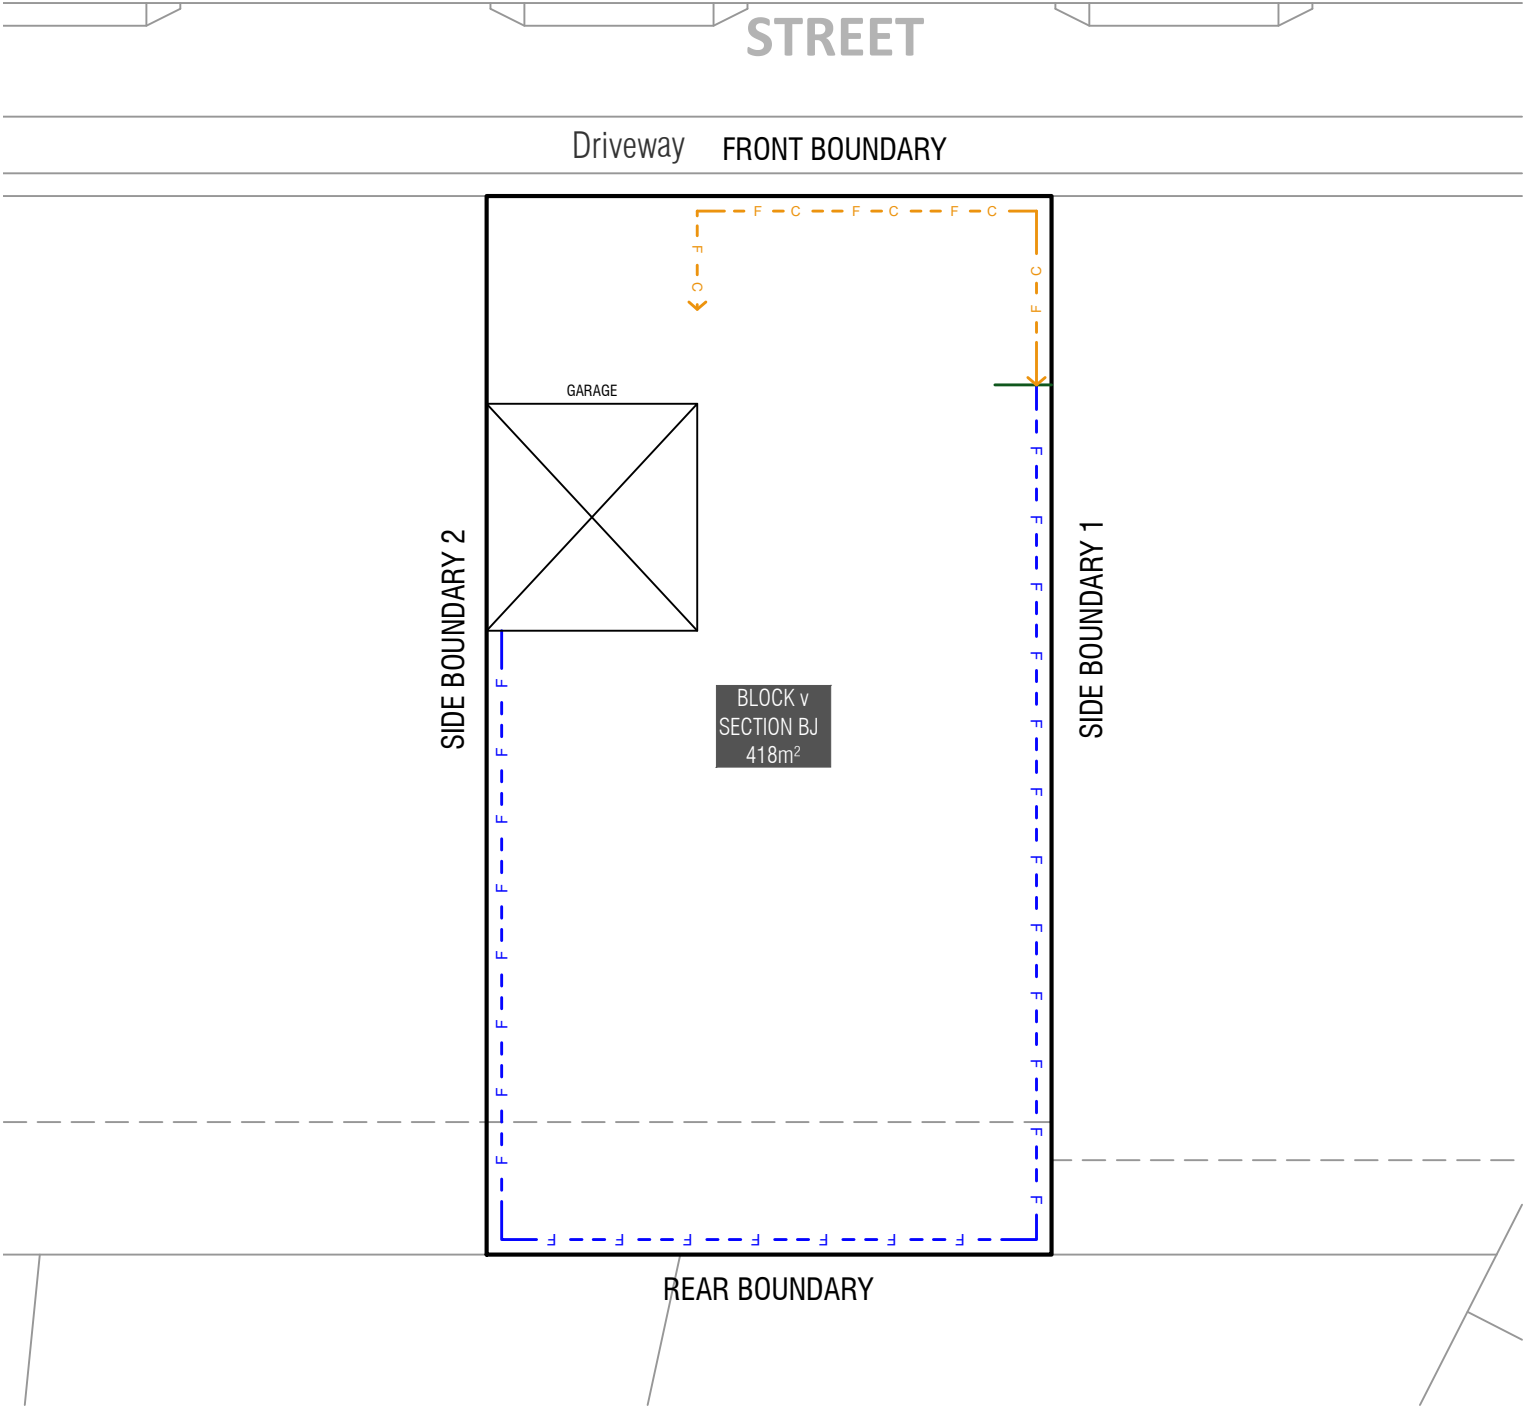 STREET
Driveway FRONT BOUNDARY
F C F C F C
F C
C F
GARAGE
F F F F F F F F F F F F
SIDE BOUNDARY 2
SIDE BOUNDARY 1
F F F F F F F F
BLOCK v
SECTION BJ
418m²
F F F F F F F
REAR BOUNDARY